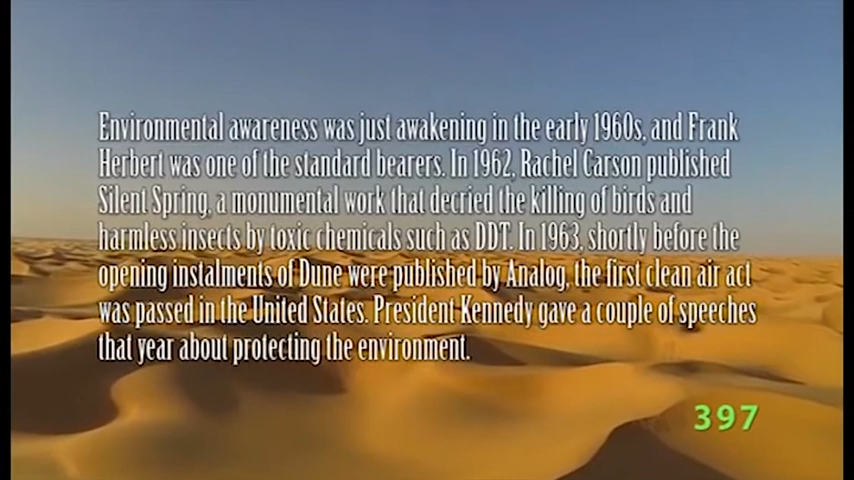 Environmental awareness was just awakening in the early 1960s, and Frank
Herbert was one of the standard bearers. In 1962, Rachel Carson published
Silent Spring, a monumental work that decried the killing of birds and
harmless insects by toxic chemicals such as DDT. In 1963, shortly before the
opening instalments of Dune were published by Analog, the first clean air act
was passed in the United States. President Kennedy gave a couple of speeches
that year about protecting the environment.
397